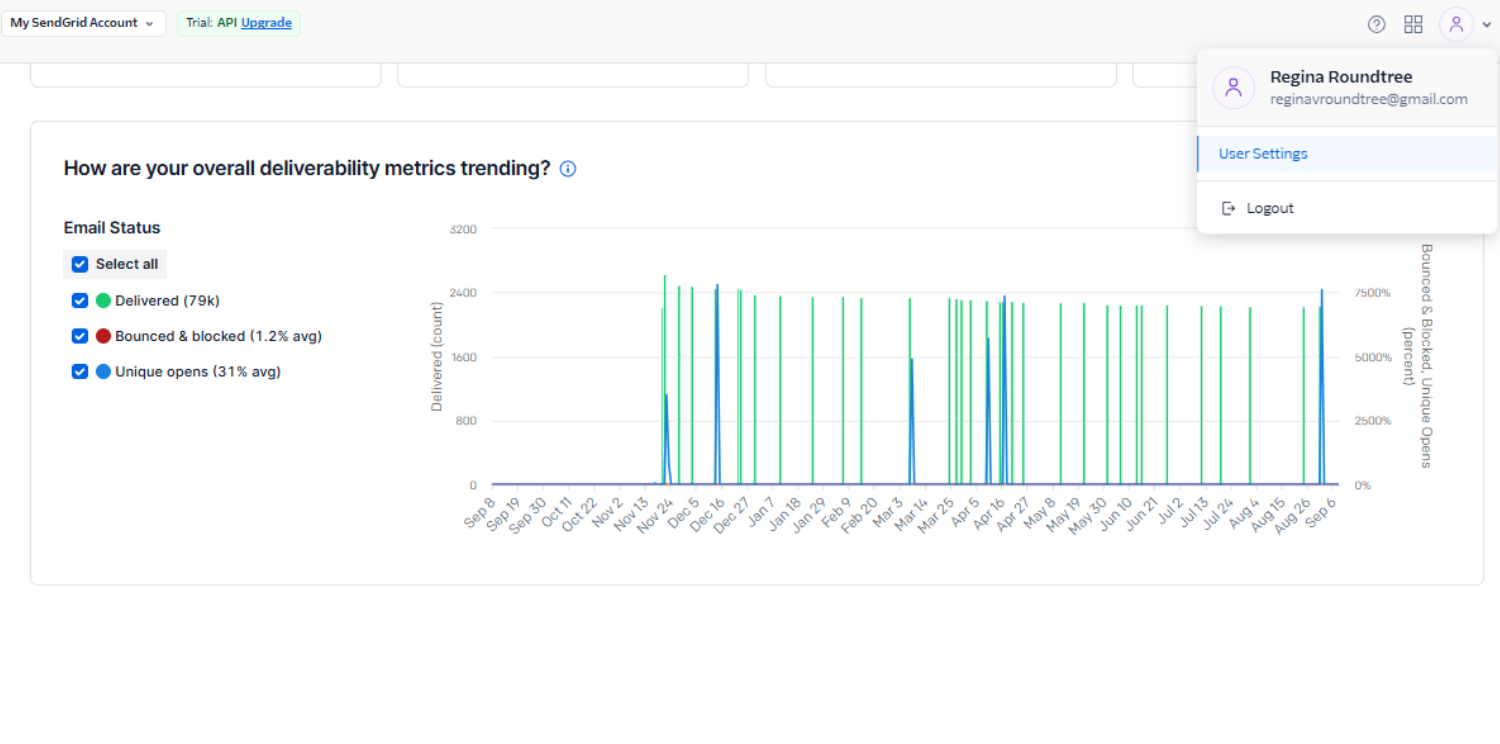 My SendGrid Account
Trial: API Upgrade
Regina Roundtree
reginavroundtree@gmail.com
User Settings
Logout
How are your overall deliverability metrics trending?
Email Status
Select all
Delivered (79k)
Bounced & blocked (1.2% avg)
Unique opens (31% avg)
Delivered (count)
3200
2400
1600
800
0
7500%
5000%
2500%
0%
Bounced & Blocked, Unique Opens
(percent)
Sep 8
Sep 19
Sep 30
Oct 11
Oct 22
Nov 2
Nov 13
Nov 24
Dec 5
Dec 16
Dec 27
Jan 7
Jan 18
Jan 29
Feb 9
Feb 20
Mar 3
Mar 14
Mar 25
Apr 5
Apr 16
Apr 27
May 8
May 19
May 30
Jun 10
Jun 21
Jul 2
Jul 13
Jul 24
Aug 4
Aug 15
Aug 26
Sep 6